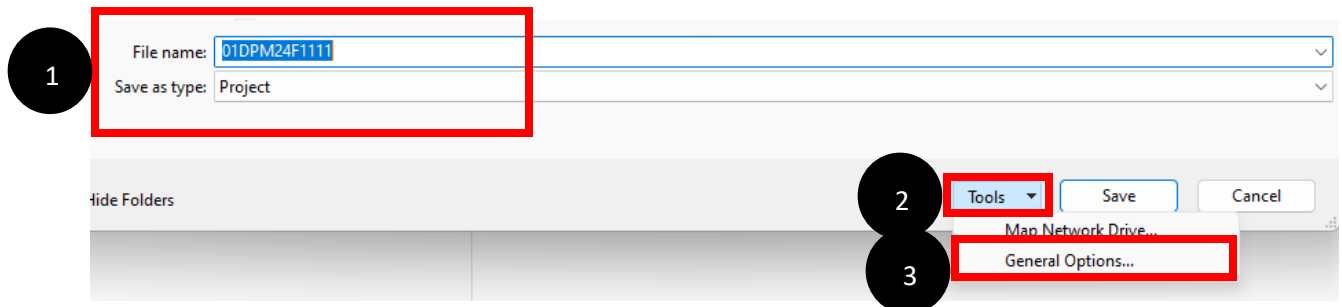 1
File name: 01DPM24F1111
Save as type: Project
Hide Folders
2
Tools Save Cancel
Map Network Drive...
3
General Options...